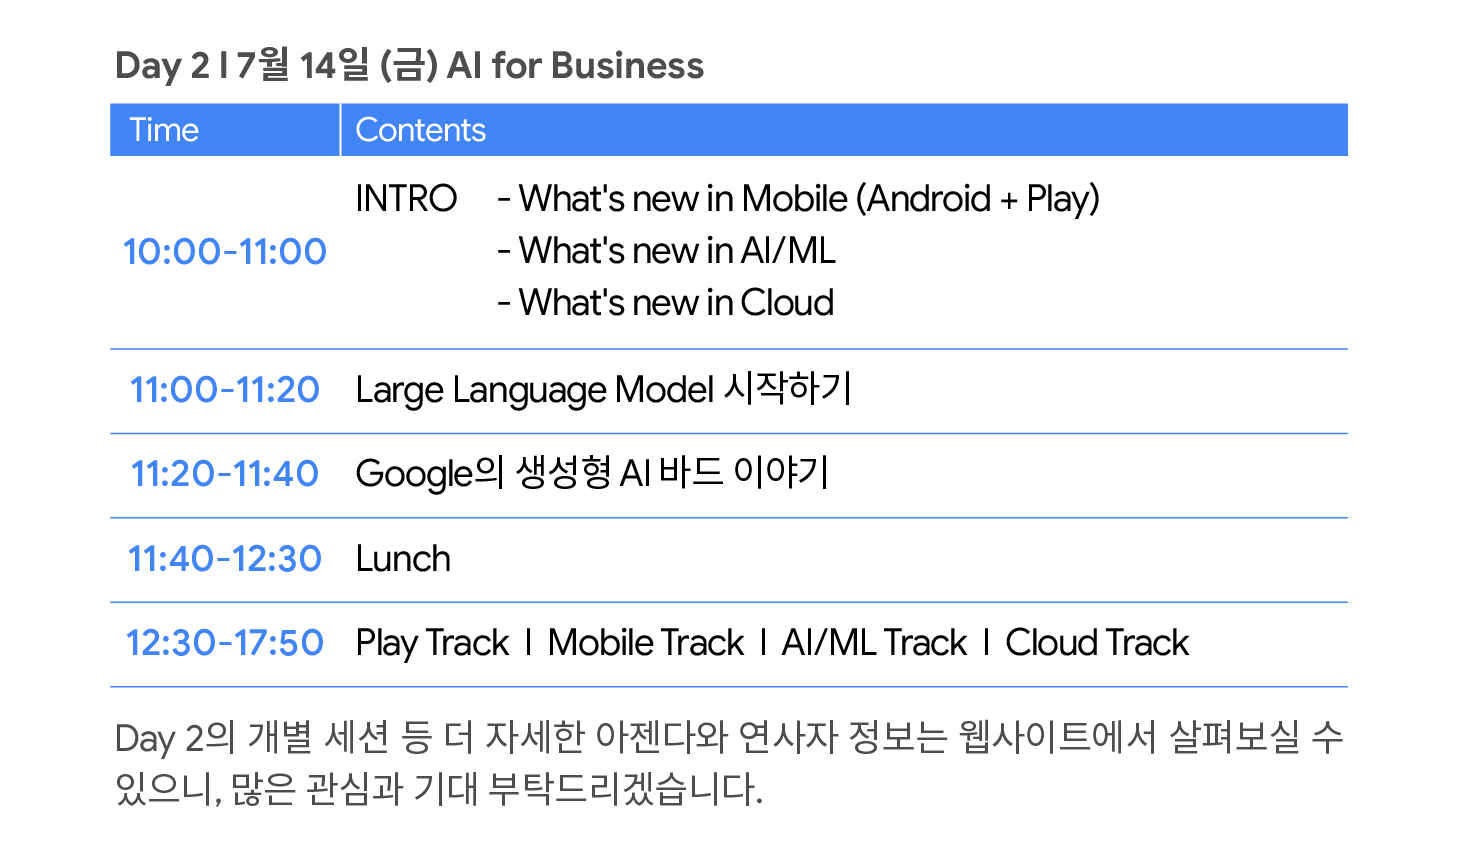 Day 2 I 7월 14일 (금) AI for Business
Time Contents
INTRO - What's new in Mobile (Android + Play)
10:00-11:00 - What's new in AI/ML
- What's new in Cloud
11:00-11:20 Large Language Model 시작하기
11:20-11:40 Google의 생성형 AI 바드 이야기
11:40-12:30 Lunch
12:30-17:50 Play Track I Mobile Track I AI/ML Track I Cloud Track
Day 2의 개별 세션 등 더 자세한 아젠다와 연사자 정보는 웹사이트에서 살펴보실 수
있으니, 많은 관심과 기대 부탁드리겠습니다.